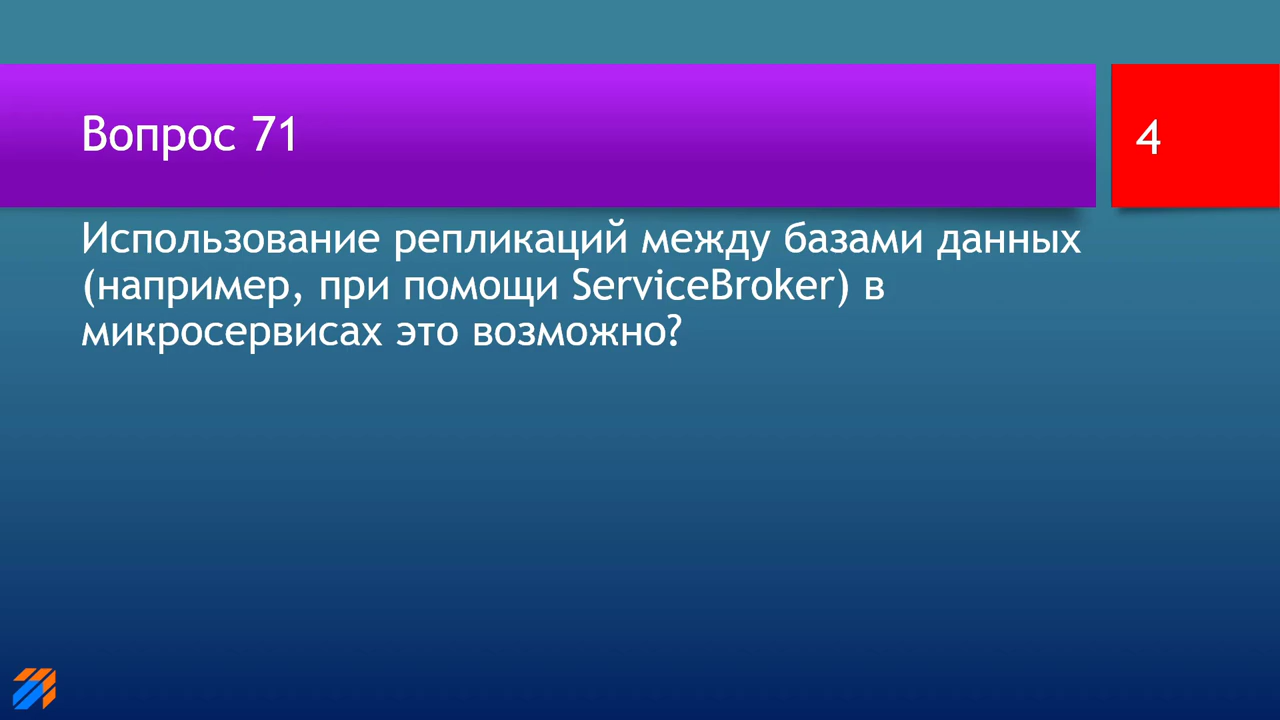 Вопрос 71
4
Использование репликаций между базами данных
(например, при помощи ServiceBroker) в
микросервисах это возможно?